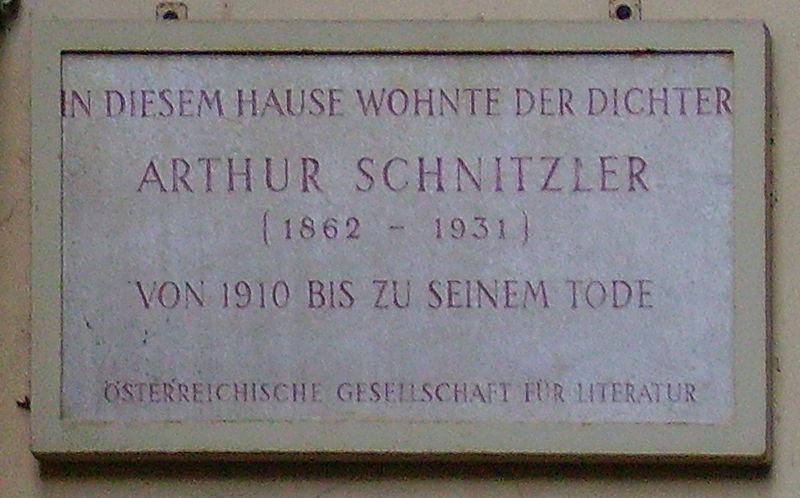 IN DIESEM HAUSE WOHNTE DER DICHTER
ARTHUR SCHNITZLER
(1862 – 1931)
VON 1910 BIS ZU SEINEM TODE
ÖSTERREICHISCHE GESELLSCHAFT FÜR LITERATUR